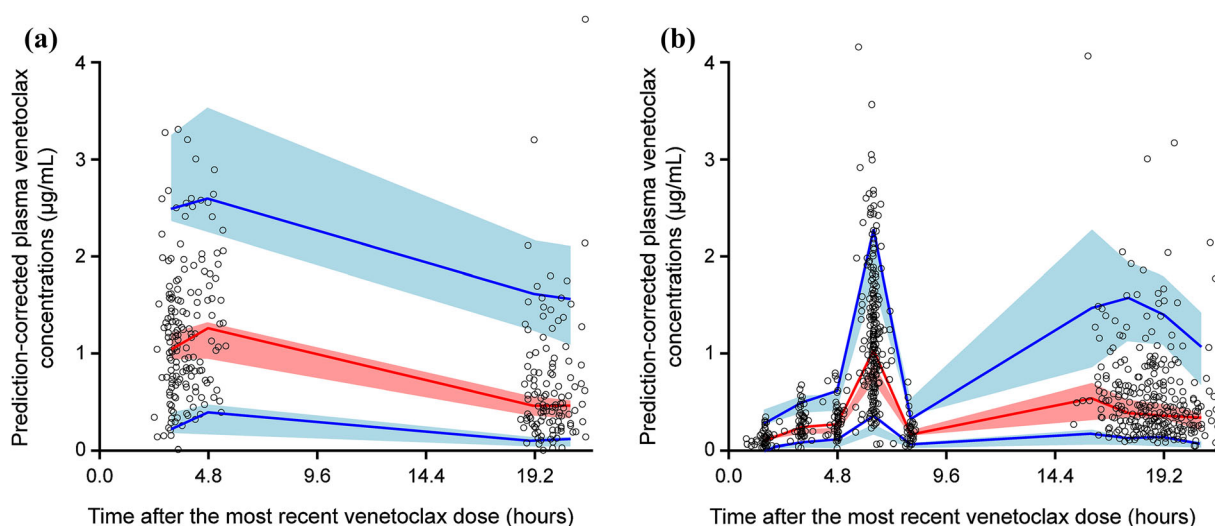 (a)
Prediction-corrected plasma venetoclax
concentrations (µg/mL)
4
3
2
1
0
0.0 4.8 9.6 14.4 19.2
Time after the most recent venetoclax dose (hours)
(b)
Prediction-corrected plasma venetoclax
concentrations (µg/mL)
4
3
2
1
0
0.0 4.8 9.6 14.4 19.2
Time after the most recent venetoclax dose (hours)